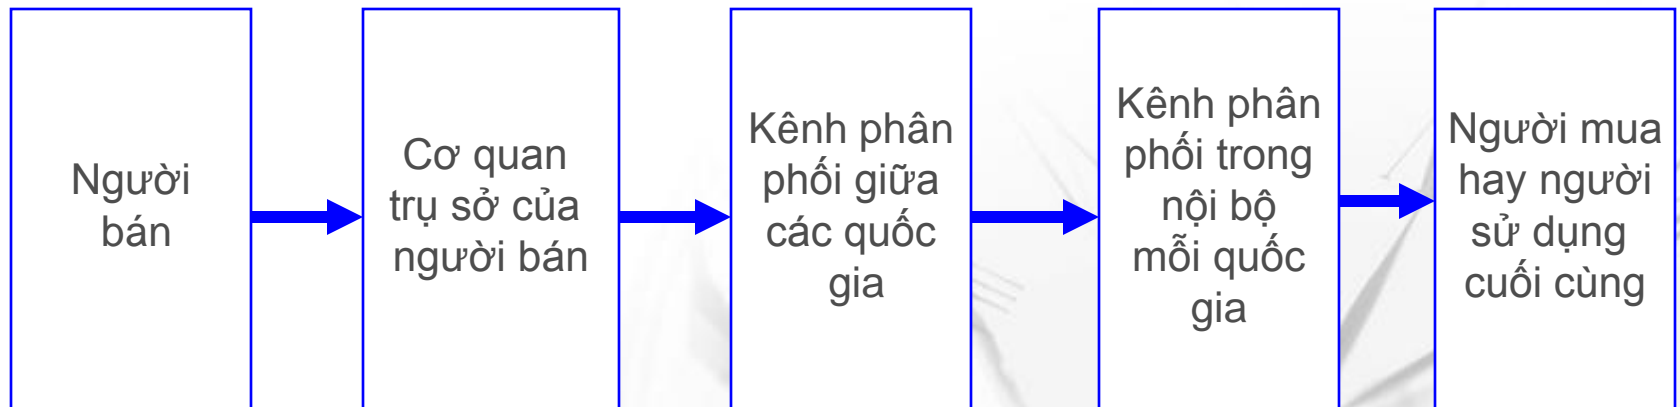 Người
bán
Cơ quan
trụ sở của
người bán
Kênh phân
phối giữa
các quốc
gia
Kênh phân
phối trong
nội bộ
mỗi quốc
gia
Người mua
hay người
sử dụng
cuối cùng